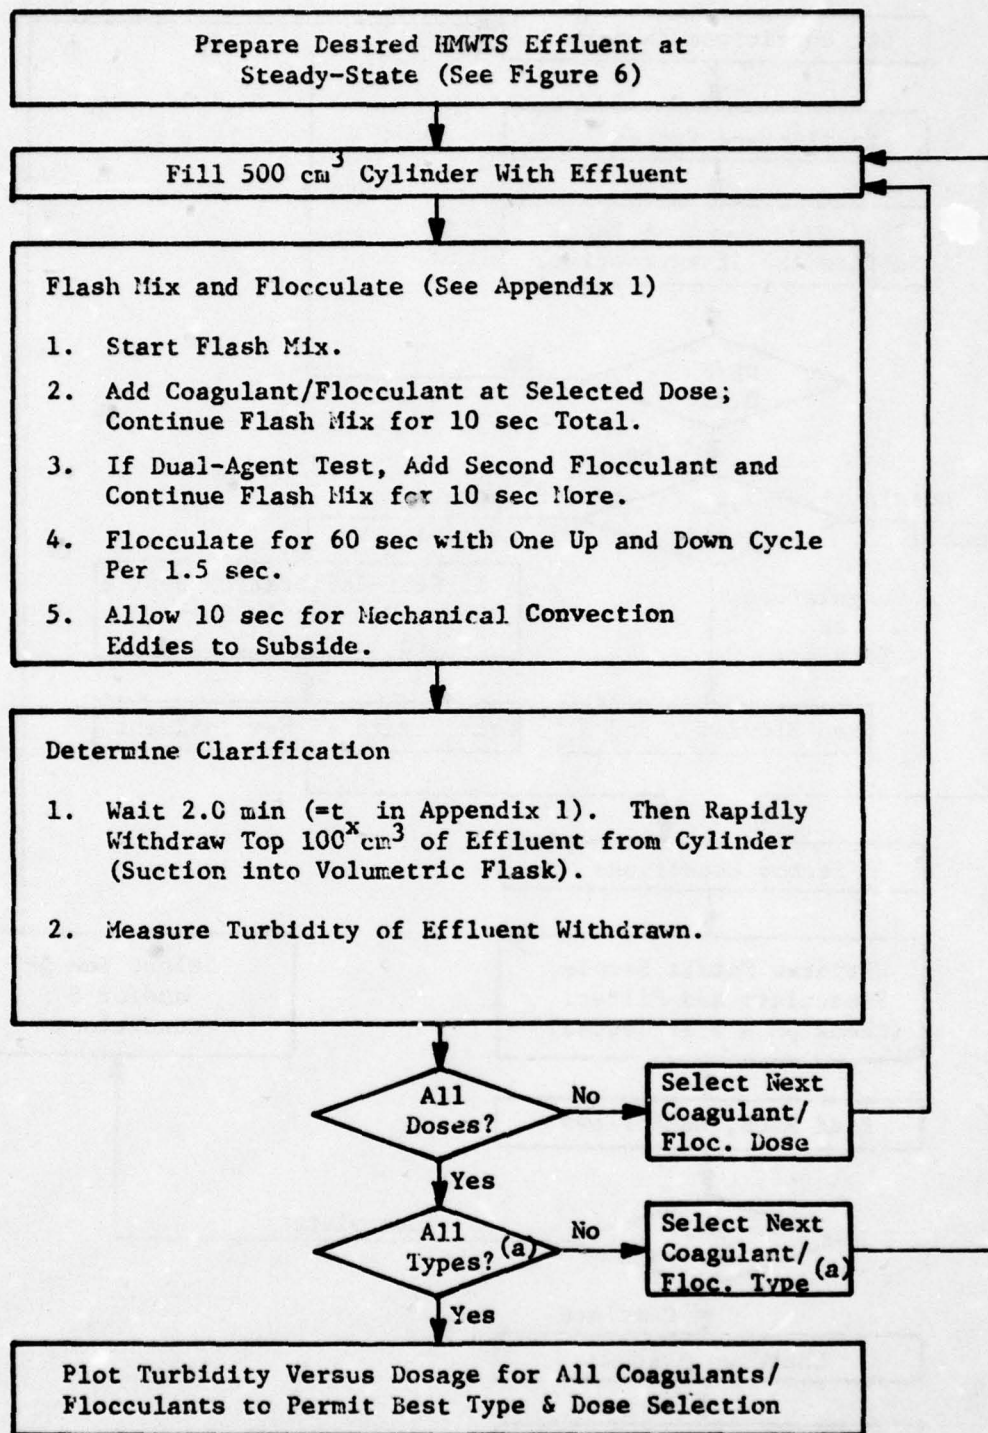 Prepare Desired HMWTS Effluent at
Steady-State (See Figure 6)
Fill 500 cm³ Cylinder With Effluent
Flash Mix and Flocculate (See Appendix 1)
1. Start Flash Mix.
2. Add Coagulant/Flocculant at Selected Dose;
Continue Flash Mix for 10 sec Total.
3. If Dual-Agent Test, Add Second Flocculant and
Continue Flash Mix for 10 sec More.
4. Flocculate for 60 sec with One Up and Down Cycle
Per 1.5 sec.
5. Allow 10 sec for Mechanical Convection
Eddies to Subside.
Determine Clarification
1. Wait 2.0 min (=tₓ in Appendix 1). Then Rapidly
Withdraw Top 100 cm³ of Effluent from Cylinder
(Suction into Volumetric Flask).
2. Measure Turbidity of Effluent Withdrawn.
All
Doses?
No
Select Next
Coagulant/
Floc. Dose
Yes
All
Types? (a)
No
Select Next
Coagulant/
Floc. Type (a)
Yes
Plot Turbidity Versus Dosage for All Coagulants/
Flocculants to Permit Best Type & Dose Selection